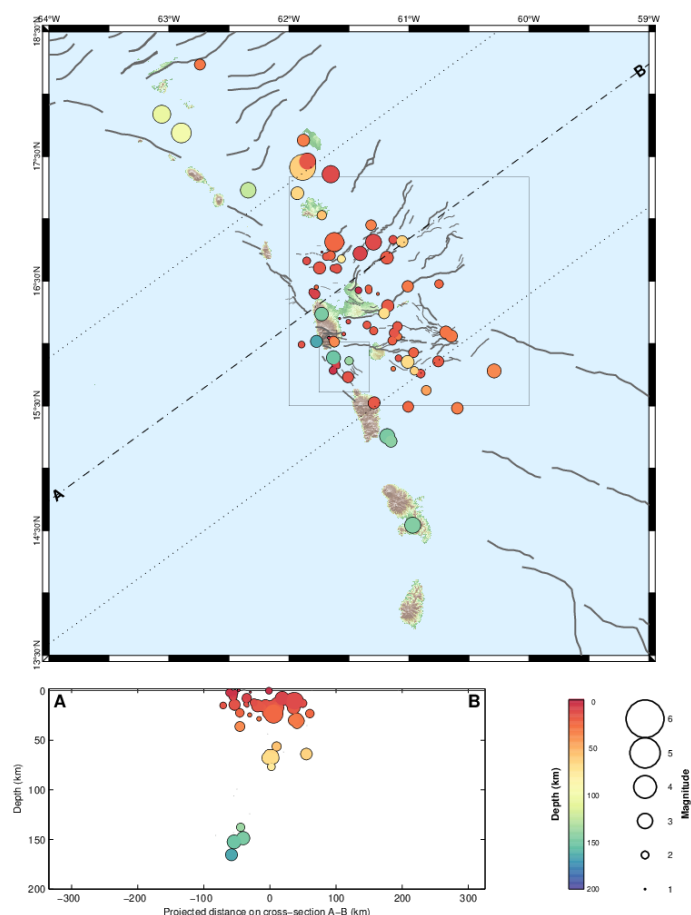 64°W 63°W 62°W 61°W 60°W 59°W
18°30'N
B
17°30'N
16°30'N
15°30'N
A
14°30'N
13°30'N
0 A B
50
100
150
200
Depth (km)
−300 −200 −100 0 100 200 300
Projected distance on cross−section A−B (km)
0
50
100
150
200
Depth (km)
6
5
4
3
2
1
Magnitude